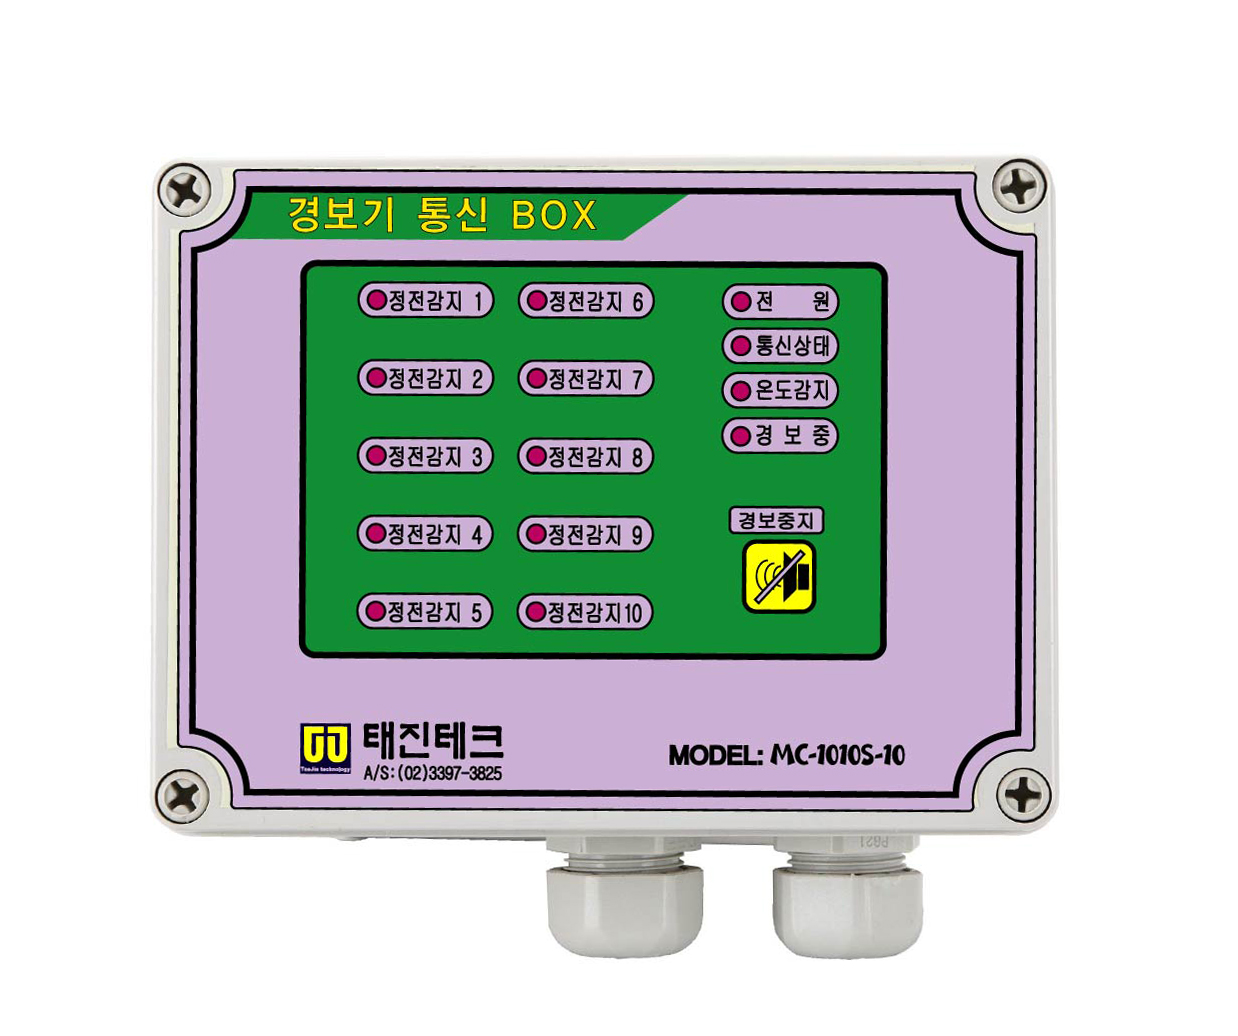 경보기 통신 BOX
정전감지 1
정전감지 2
정전감지 3
정전감지 4
정전감지 5
정전감지 6
정전감지 7
정전감지 8
정전감지 9
정전감지10
전 원
통신상태
온도감지
경 보 중
경보중지
태진테크
A/S:(02)3397-3825
MODEL: MC-1010S-10